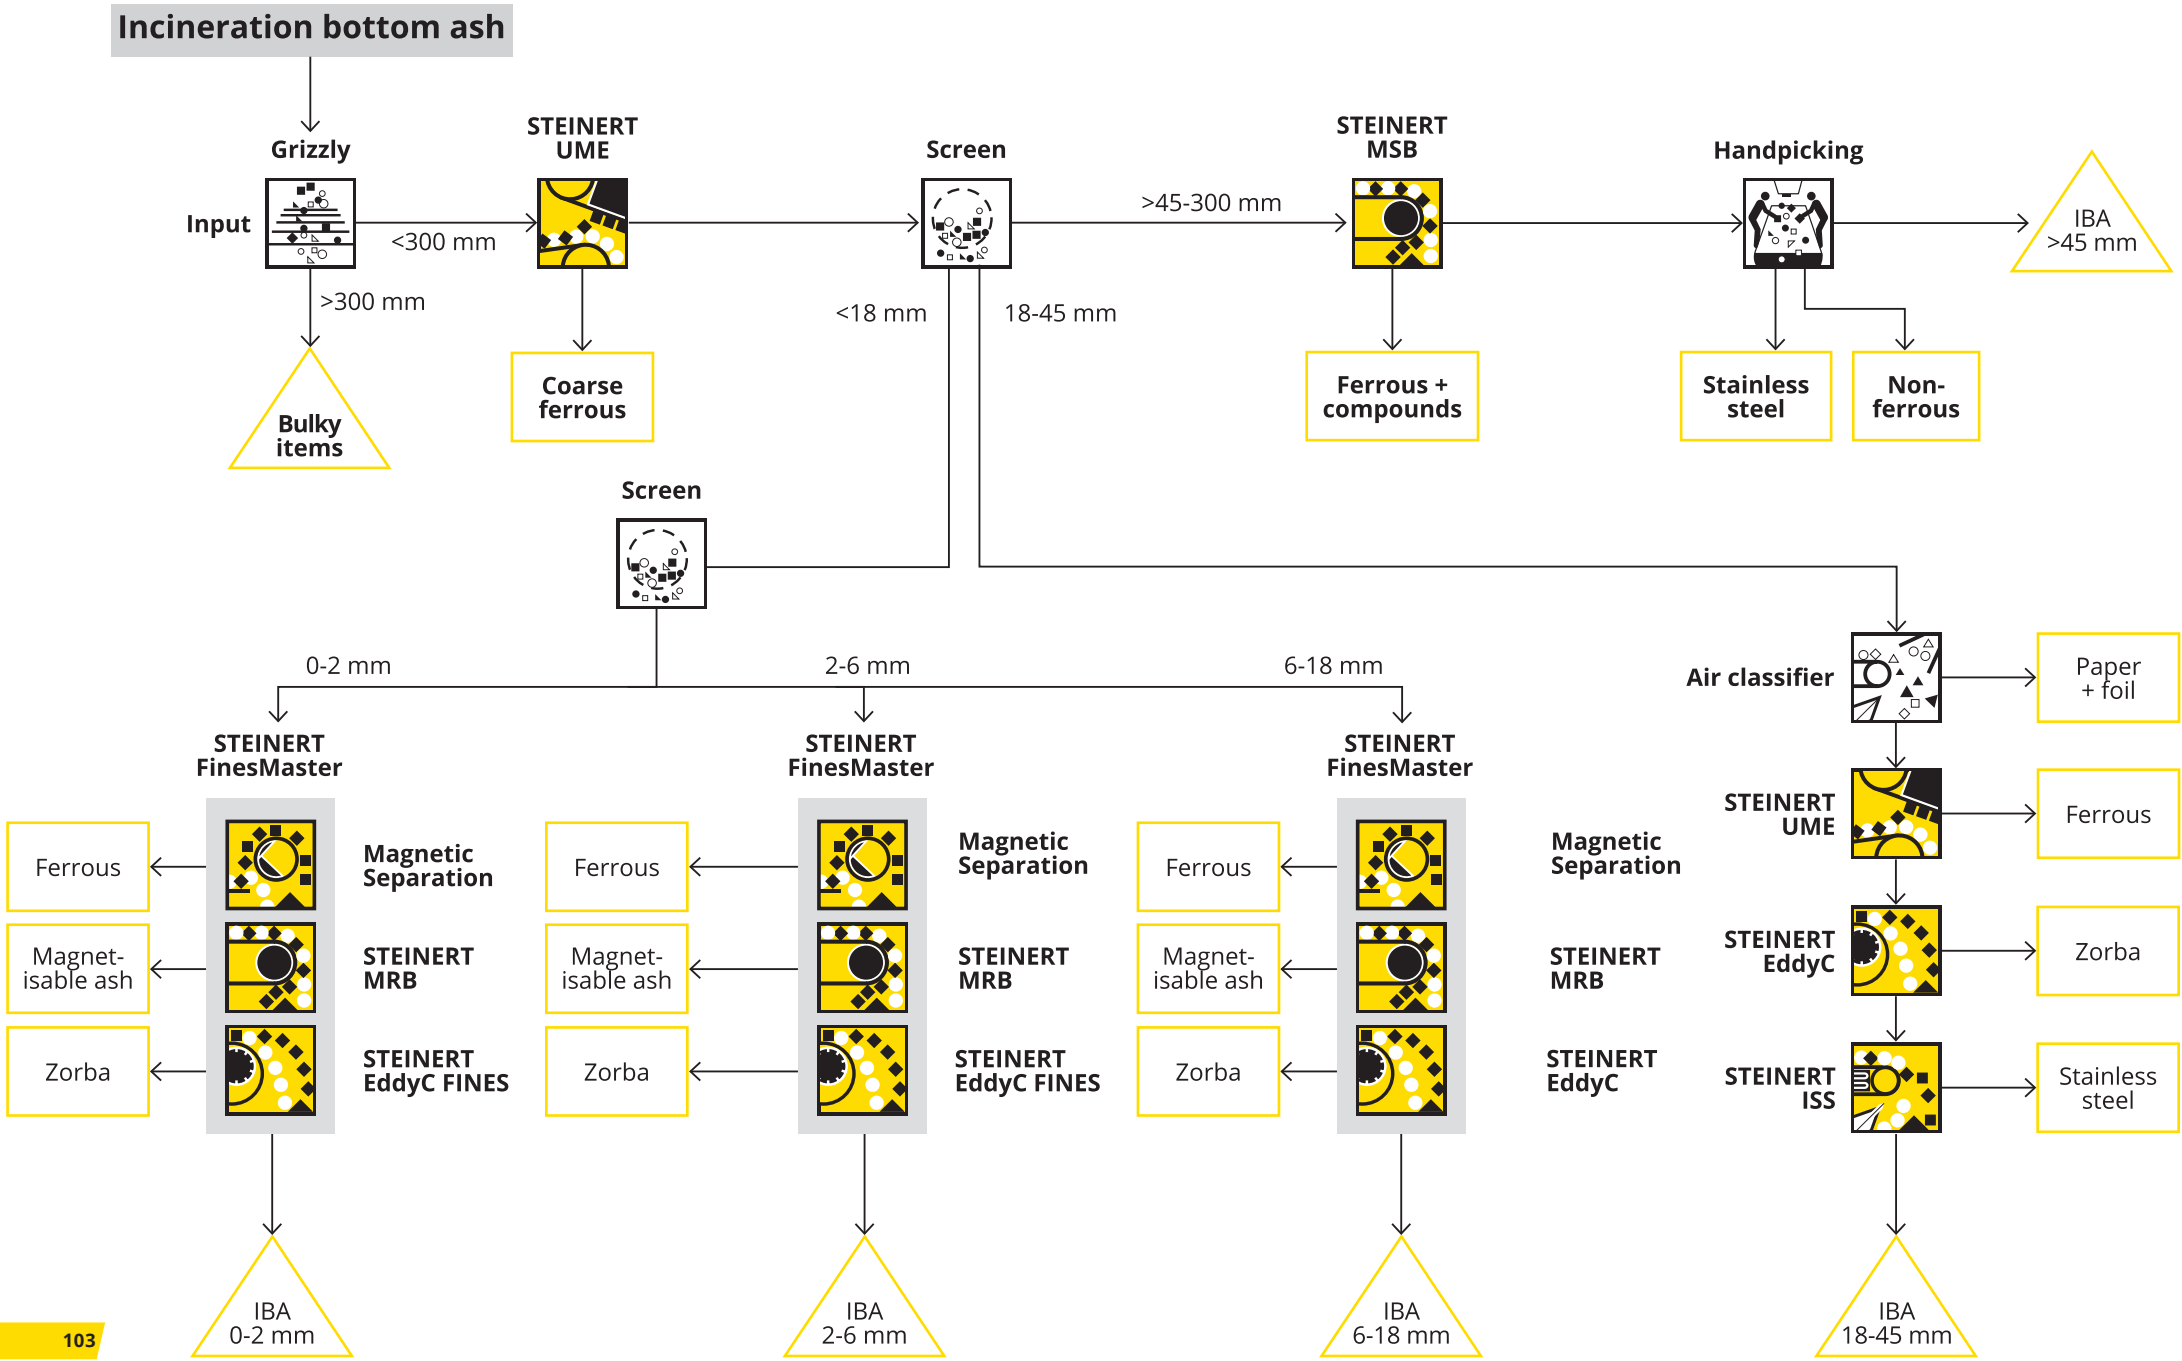 Incineration bottom ash
Grizzly
STEINERT
UME
Screen
STEINERT
MSB
Handpicking
Input
<300 mm
>45-300 mm
IBA
>45 mm
>300 mm
<18 mm
18-45 mm
Bulky
items
Coarse
ferrous
Ferrous +
compounds
Stainless
steel
Non-
ferrous
Screen
0-2 mm
2-6 mm
6-18 mm
Air classifier
Paper
+ foil
STEINERT
FinesMaster
STEINERT
FinesMaster
STEINERT
FinesMaster
STEINERT
UME
Ferrous
Ferrous
Magnetic
Separation
Ferrous
Magnetic
Separation
Ferrous
Magnetic
Separation
Magnet-
isable ash
STEINERT
MRB
Magnet-
isable ash
STEINERT
MRB
Magnet-
isable ash
STEINERT
MRB
STEINERT
EddyC
Zorba
Zorba
STEINERT
EddyC FINES
Zorba
STEINERT
EddyC FINES
Zorba
STEINERT
EddyC
STEINERT
ISS
Stainless
steel
IBA
0-2 mm
IBA
2-6 mm
IBA
6-18 mm
IBA
18-45 mm
103